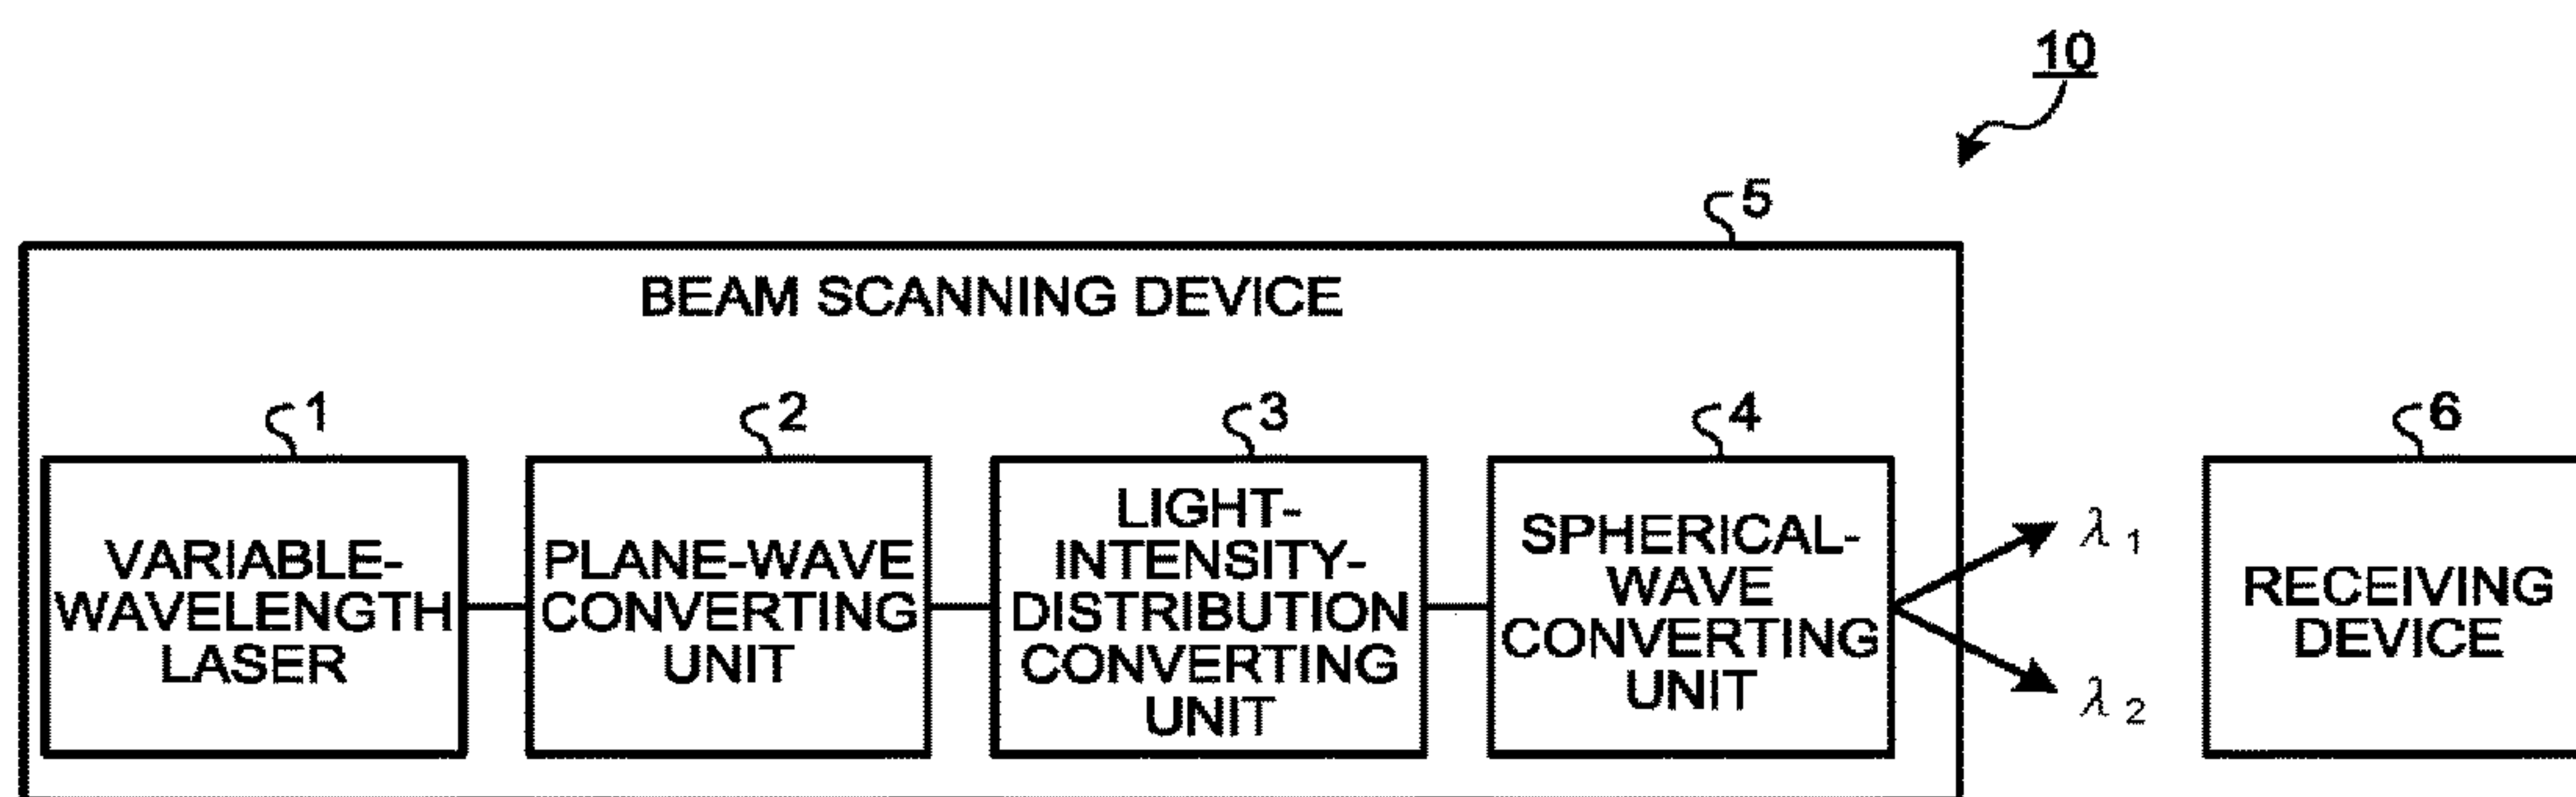 10
5
BEAM SCANNING DEVICE
1
2
3
4
6
VARIABLE-
WAVELENGTH
LASER
PLANE-WAVE
CONVERTING
UNIT
LIGHT-
INTENSITY-
DISTRIBUTION
CONVERTING
UNIT
SPHERICAL-
WAVE
CONVERTING
UNIT
λ 1
λ 2
RECEIVING
DEVICE